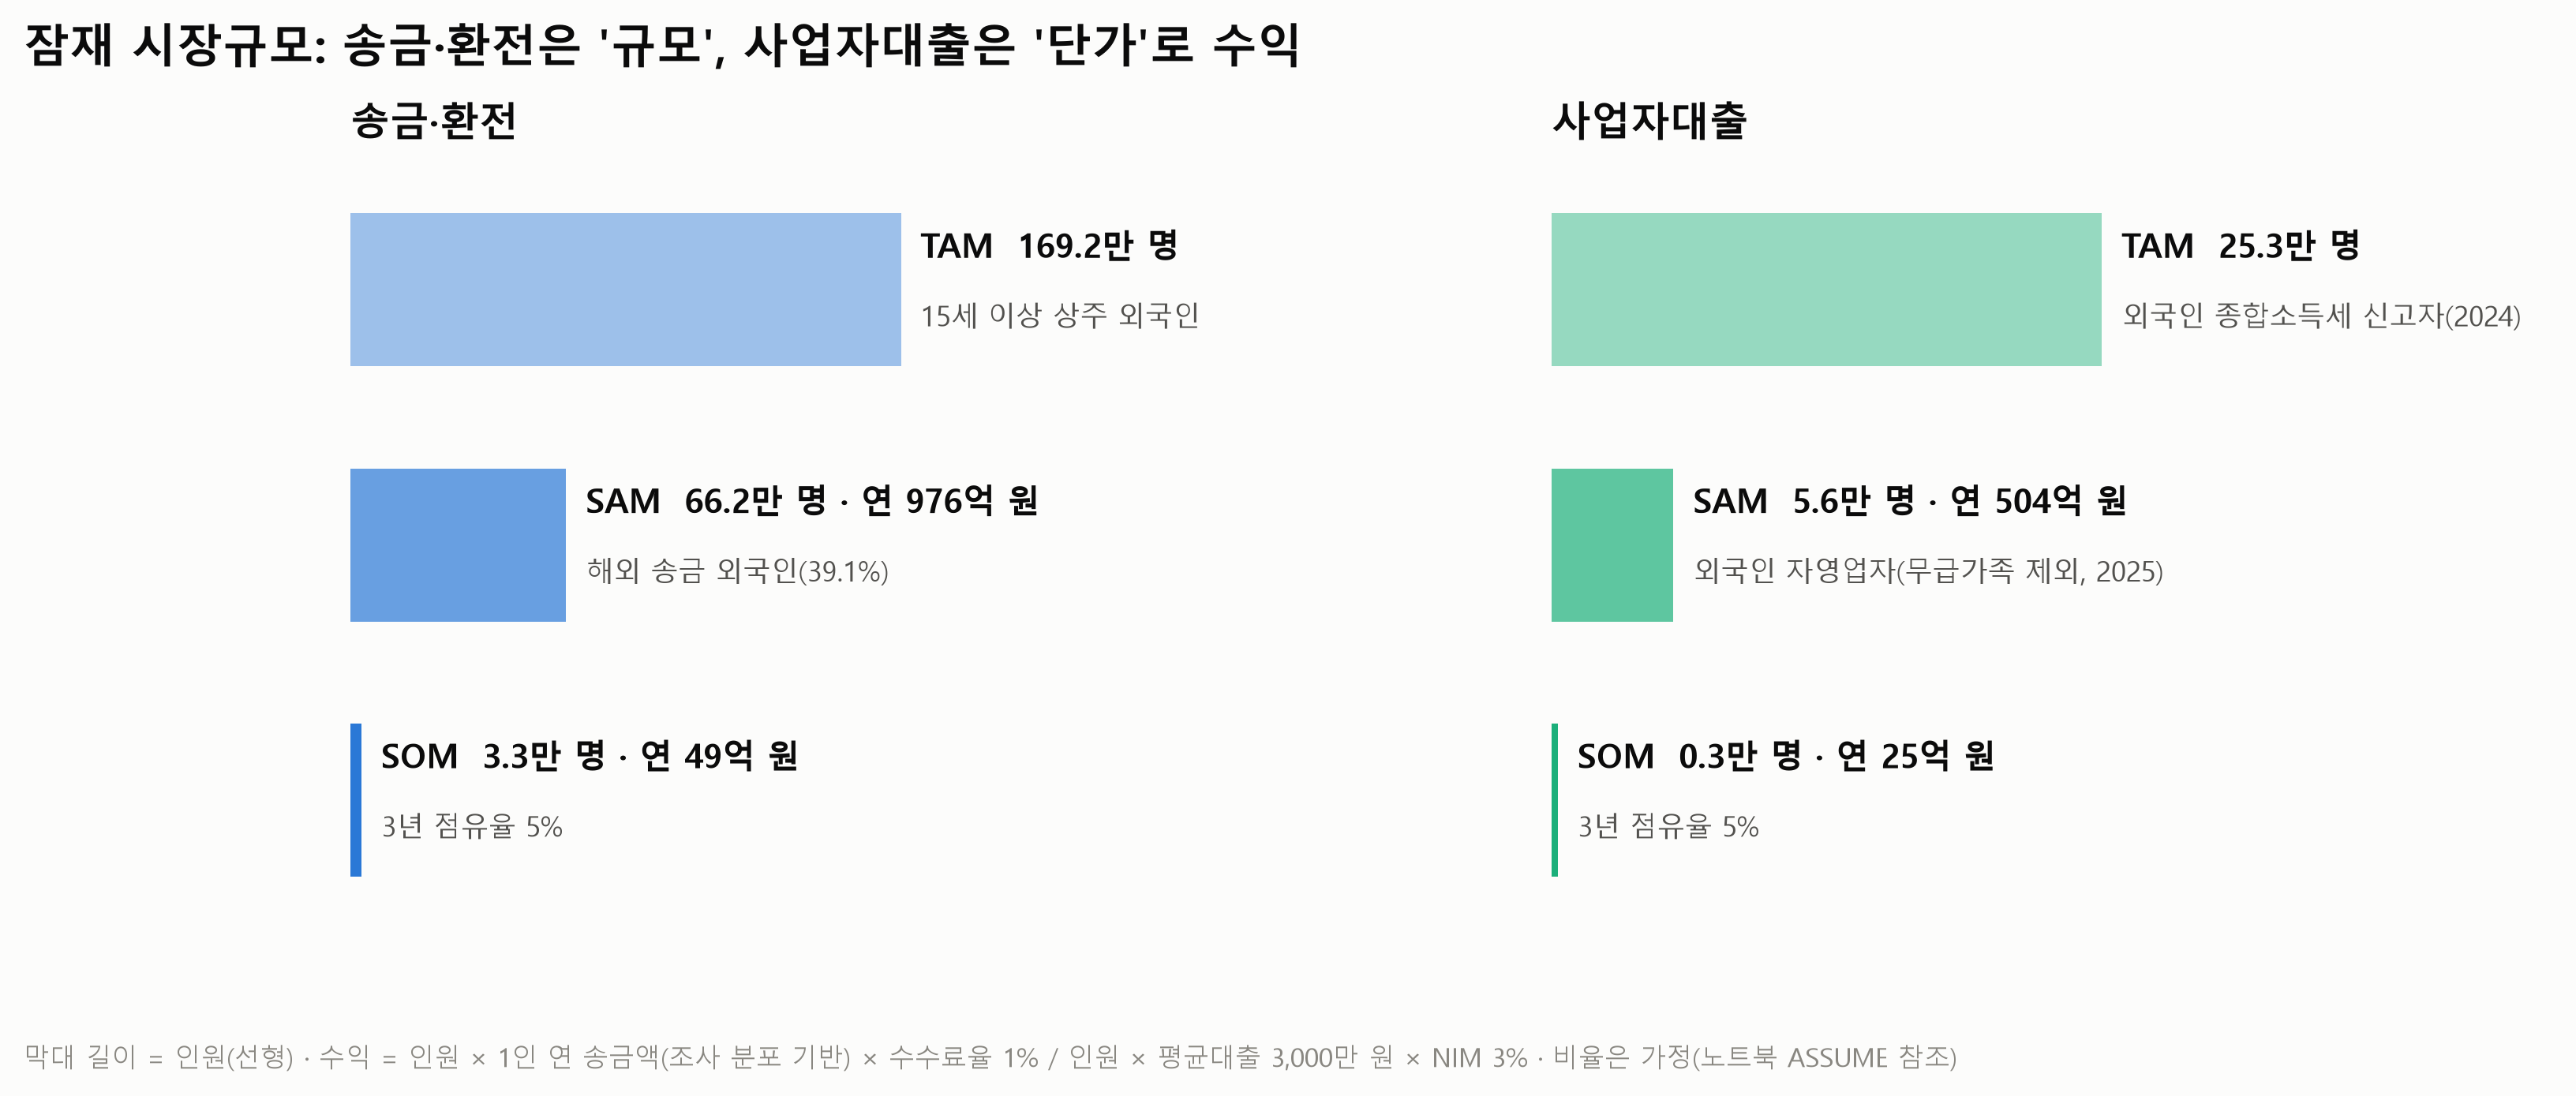 잠재 시장규모: 송금·환전은 '규모', 사업자대출은 '단가'로 수익
송금·환전
TAM 169.2만 명
15세 이상 상주 외국인
SAM 66.2만 명 · 연 976억 원
해외 송금 외국인(39.1%)
SOM 3.3만 명 · 연 49억 원
3년 점유율 5%
사업자대출
TAM 25.3만 명
외국인 종합소득세 신고자(2024)
SAM 5.6만 명 · 연 504억 원
외국인 자영업자(무급가족 제외, 2025)
SOM 0.3만 명 · 연 25억 원
3년 점유율 5%
막대 길이 = 인원(선형) · 수익 = 인원 × 1인 연 송금액(조사 분포 기반) × 수수료율 1% / 인원 × 평균대출 3,000만 원 × NIM 3% · 비율은 가정(노트북 ASSUME 참조)